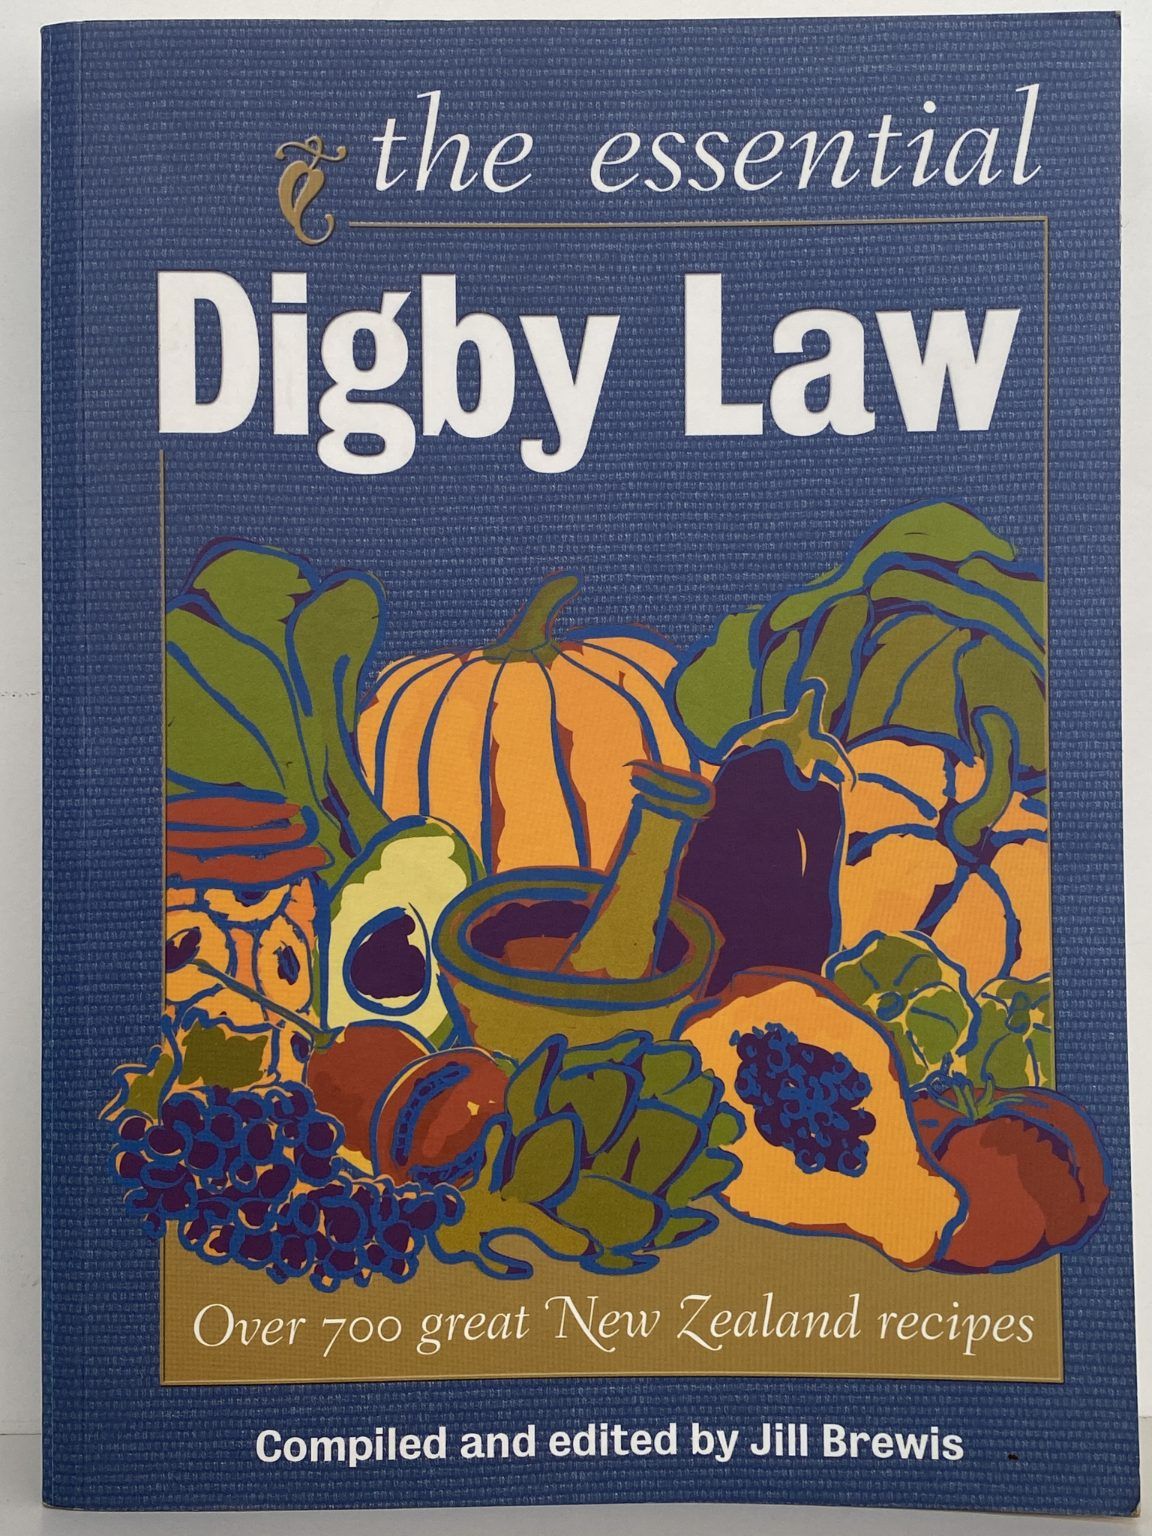 the essential
Digby Law
Over 700 great New Zealand recipes
Compiled and edited by Jill Brewis